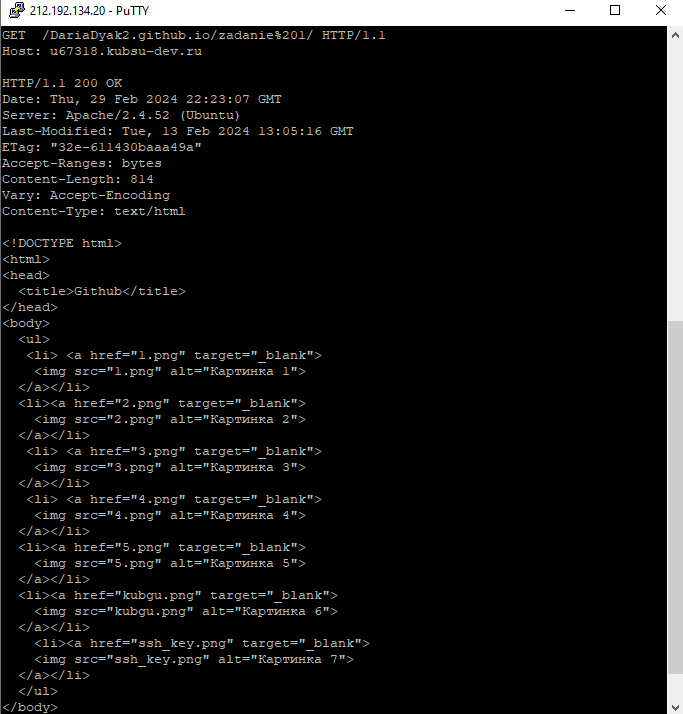 212.192.134.20 - PuTTY
GET  /DariaDyak2.github.io/zadanie%201/ HTTP/1.1
Host: u67318.kubsu-dev.ru

HTTP/1.1 200 OK
Date: Thu, 29 Feb 2024 22:23:07 GMT
Server: Apache/2.4.52 (Ubuntu)
Last-Modified: Tue, 13 Feb 2024 13:05:16 GMT
ETag: "32e-611430baaa49a"
Accept-Ranges: bytes
Content-Length: 814
Vary: Accept-Encoding
Content-Type: text/html

<!DOCTYPE html>
<html>
<head>
  <title>Github</title>
</head>
<body>
  <ul>
   <li> <a href="1.png" target="_blank">
    <img src="1.png" alt="Картинка 1">
  </a></li>
  <li><a href="2.png" target="_blank">
    <img src="2.png" alt="Картинка 2">
  </a></li>
   <li> <a href="3.png" target="_blank">
    <img src="3.png" alt="Картинка 3">
  </a></li>
   <li> <a href="4.png" target="_blank">
    <img src="4.png" alt="Картинка 4">
  </a></li>
  <li><a href="5.png" target="_blank">
    <img src="5.png" alt="Картинка 5">
  </a></li>
  <li><a href="kubgu.png" target="_blank">
    <img src="kubgu.png" alt="Картинка 6">
  </a></li>
    <li><a href="ssh_key.png" target="_blank">
    <img src="ssh_key.png" alt="Картинка 7">
  </a></li>
  </ul>
</body>